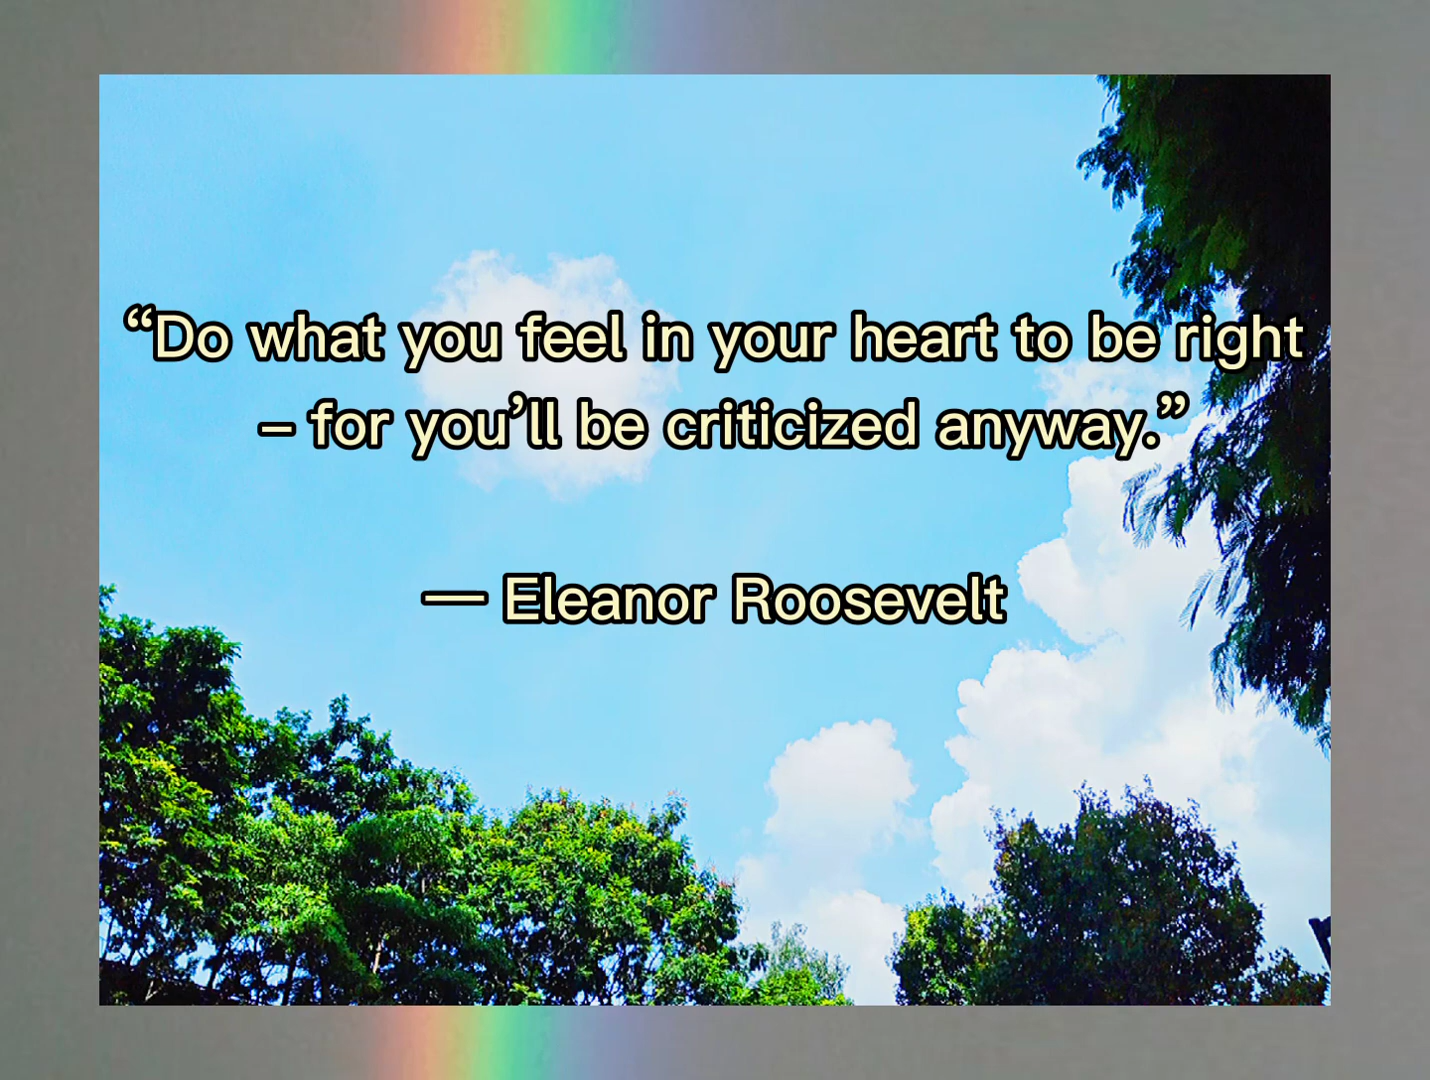 “Do what you feel in your heart to be right
– for you’ll be criticized anyway.”
— Eleanor Roosevelt